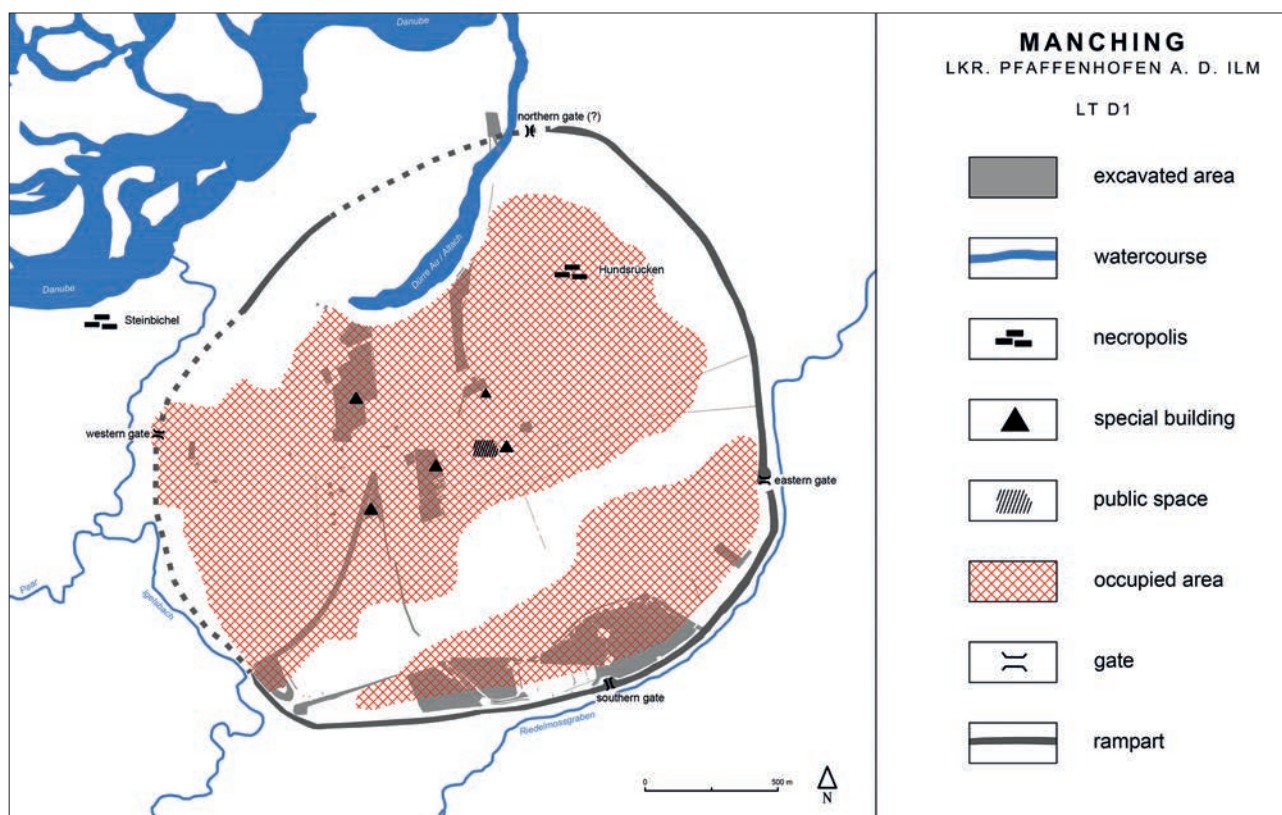 Danube
northern gate (?)
Dürre Au / Altach
Hundsrücken
Danube
Steinbichel
western gate
eastern gate
Paar
Igelsbach
southern gate
Riedelmossgraben
0
500 m
N
MANCHING
LKR. PFAFFENHOFEN A. D. ILM
LT D1
excavated area
watercourse
necropolis
special building
public space
occupied area
gate
rampart